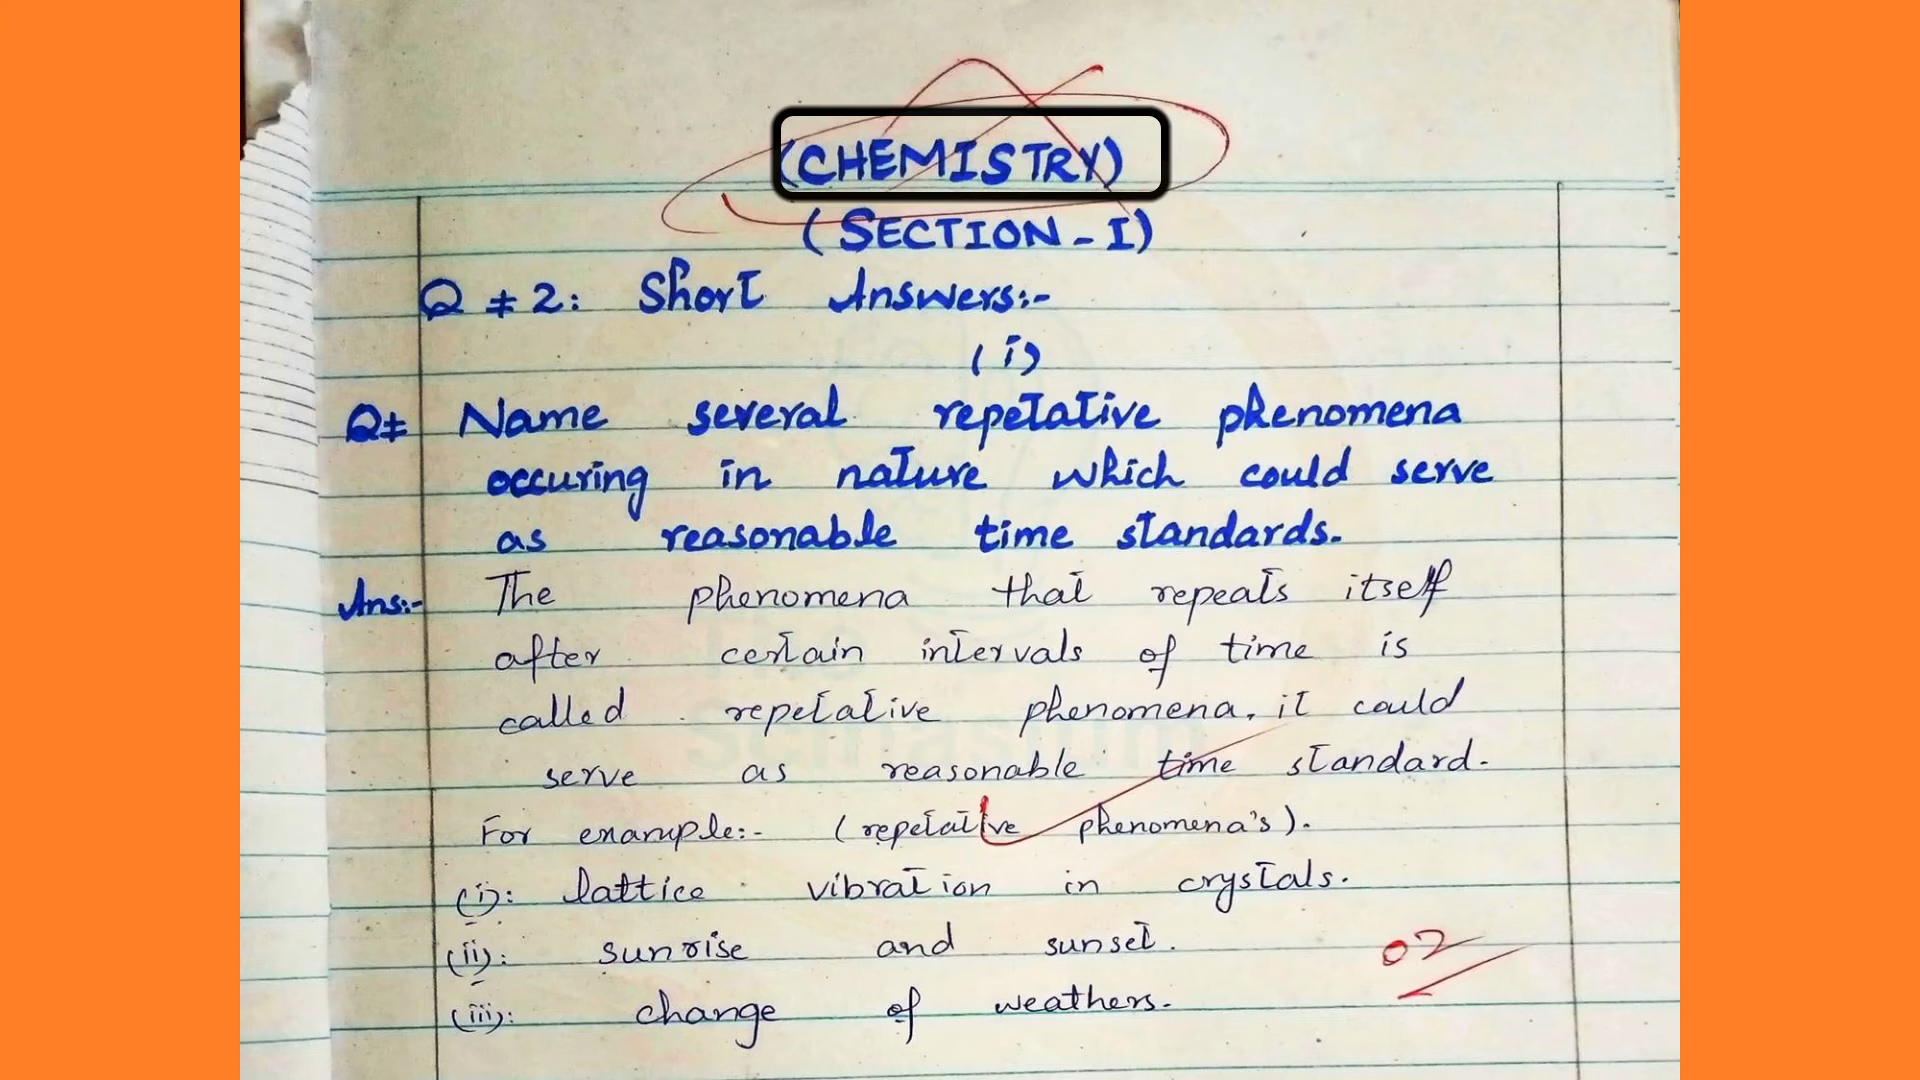 (CHEMISTRY)
(SECTION-I)
Q # 2: Short Answers:-
(i)
Q# Name several repetative phenomena
occuring in nature which could serve
as reasonable time standards.
Ans:- The phenomena that repeats itself
after certain intervals of time is
called repetative phenomena, it could
serve as reasonable time standard.
For example:- (repetative phenomena's).
(i): lattice vibration in crystals.
(ii): sunrise and sunset.
02
(iii): change of weathers.